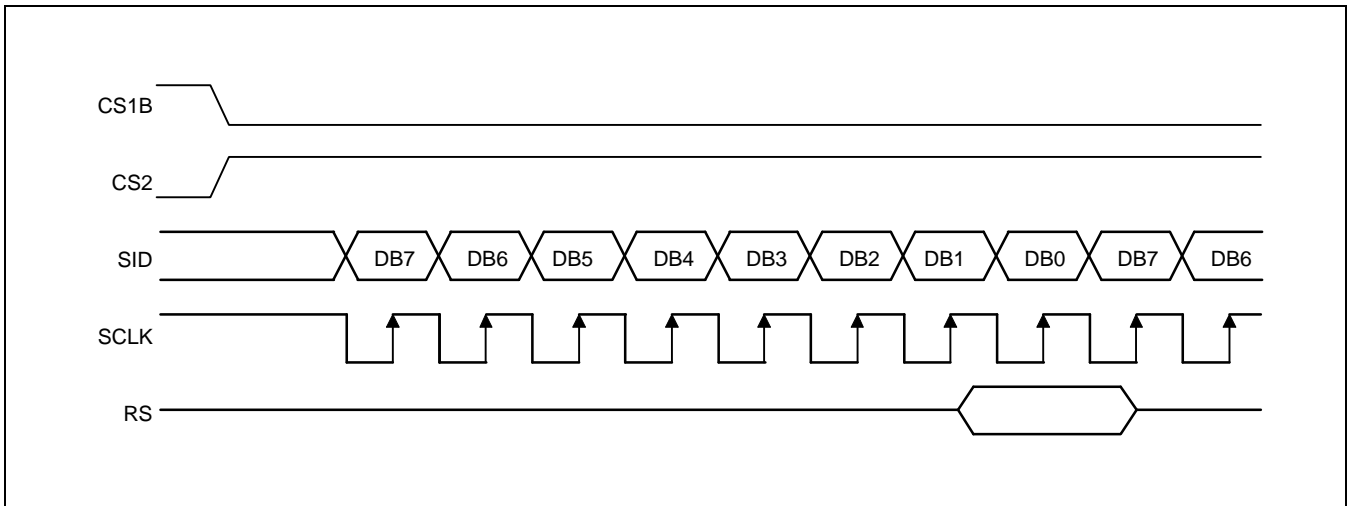 CS1B
CS2
SID DB7 DB6 DB5 DB4 DB3 DB2 DB1 DB0 DB7 DB6
SCLK
RS